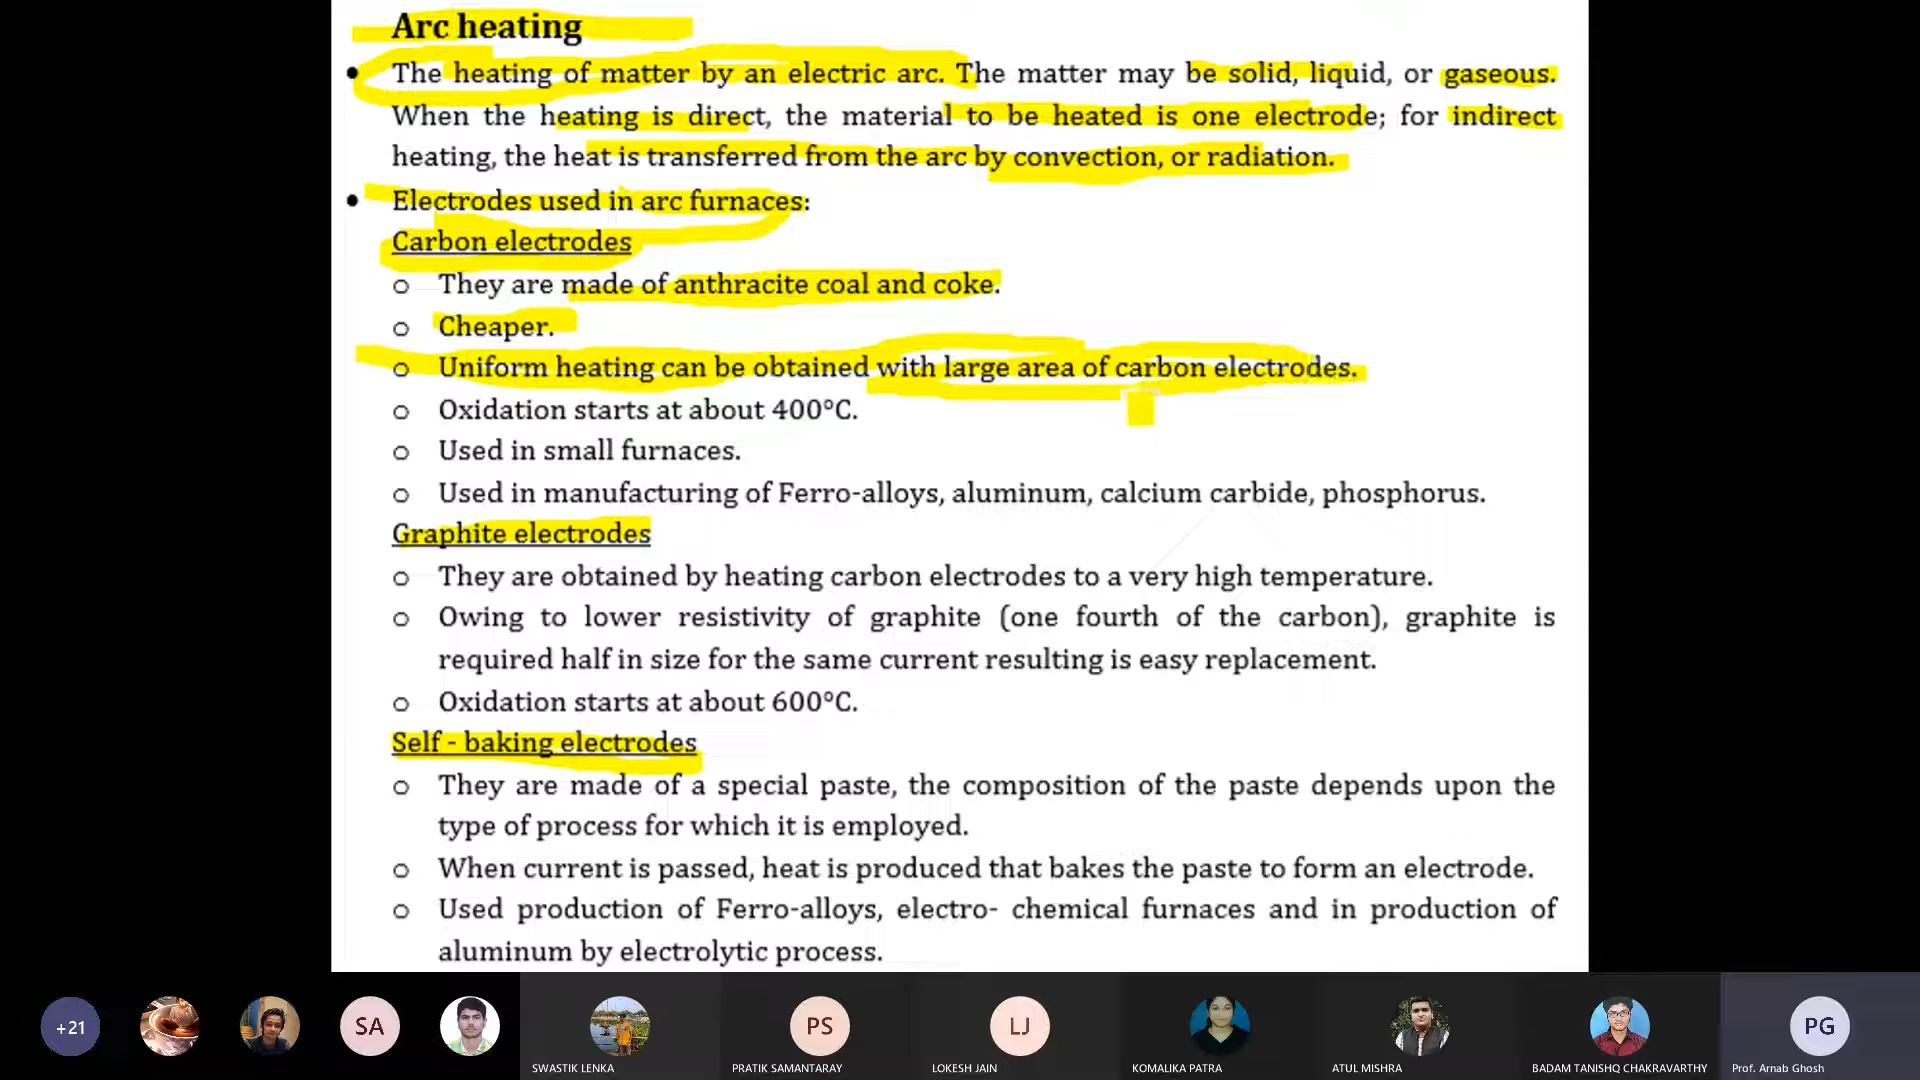 Arc heating
• The heating of matter by an electric arc. The matter may be solid, liquid, or gaseous.
When the heating is direct, the material to be heated is one electrode; for indirect
heating, the heat is transferred from the arc by convection, or radiation.
• Electrodes used in arc furnaces:
Carbon electrodes
o They are made of anthracite coal and coke.
o Cheaper.
o Uniform heating can be obtained with large area of carbon electrodes.
o Oxidation starts at about 400°C.
o Used in small furnaces.
o Used in manufacturing of Ferro-alloys, aluminum, calcium carbide, phosphorus.
Graphite electrodes
o They are obtained by heating carbon electrodes to a very high temperature.
o Owing to lower resistivity of graphite (one fourth of the carbon), graphite is
required half in size for the same current resulting is easy replacement.
o Oxidation starts at about 600°C.
Self - baking electrodes
o They are made of a special paste, the composition of the paste depends upon the
type of process for which it is employed.
o When current is passed, heat is produced that bakes the paste to form an electrode.
o Used production of Ferro-alloys, electro- chemical furnaces and in production of
aluminum by electrolytic process.
+21 SA PS LJ PG
SWASTIK LENKA PRATIK SAMANTARAY LOKESH JAIN KOMALIKA PATRA ATUL MISHRA BADAM TANISHQ CHAKRAVARTHY Prof. Arnab Ghosh